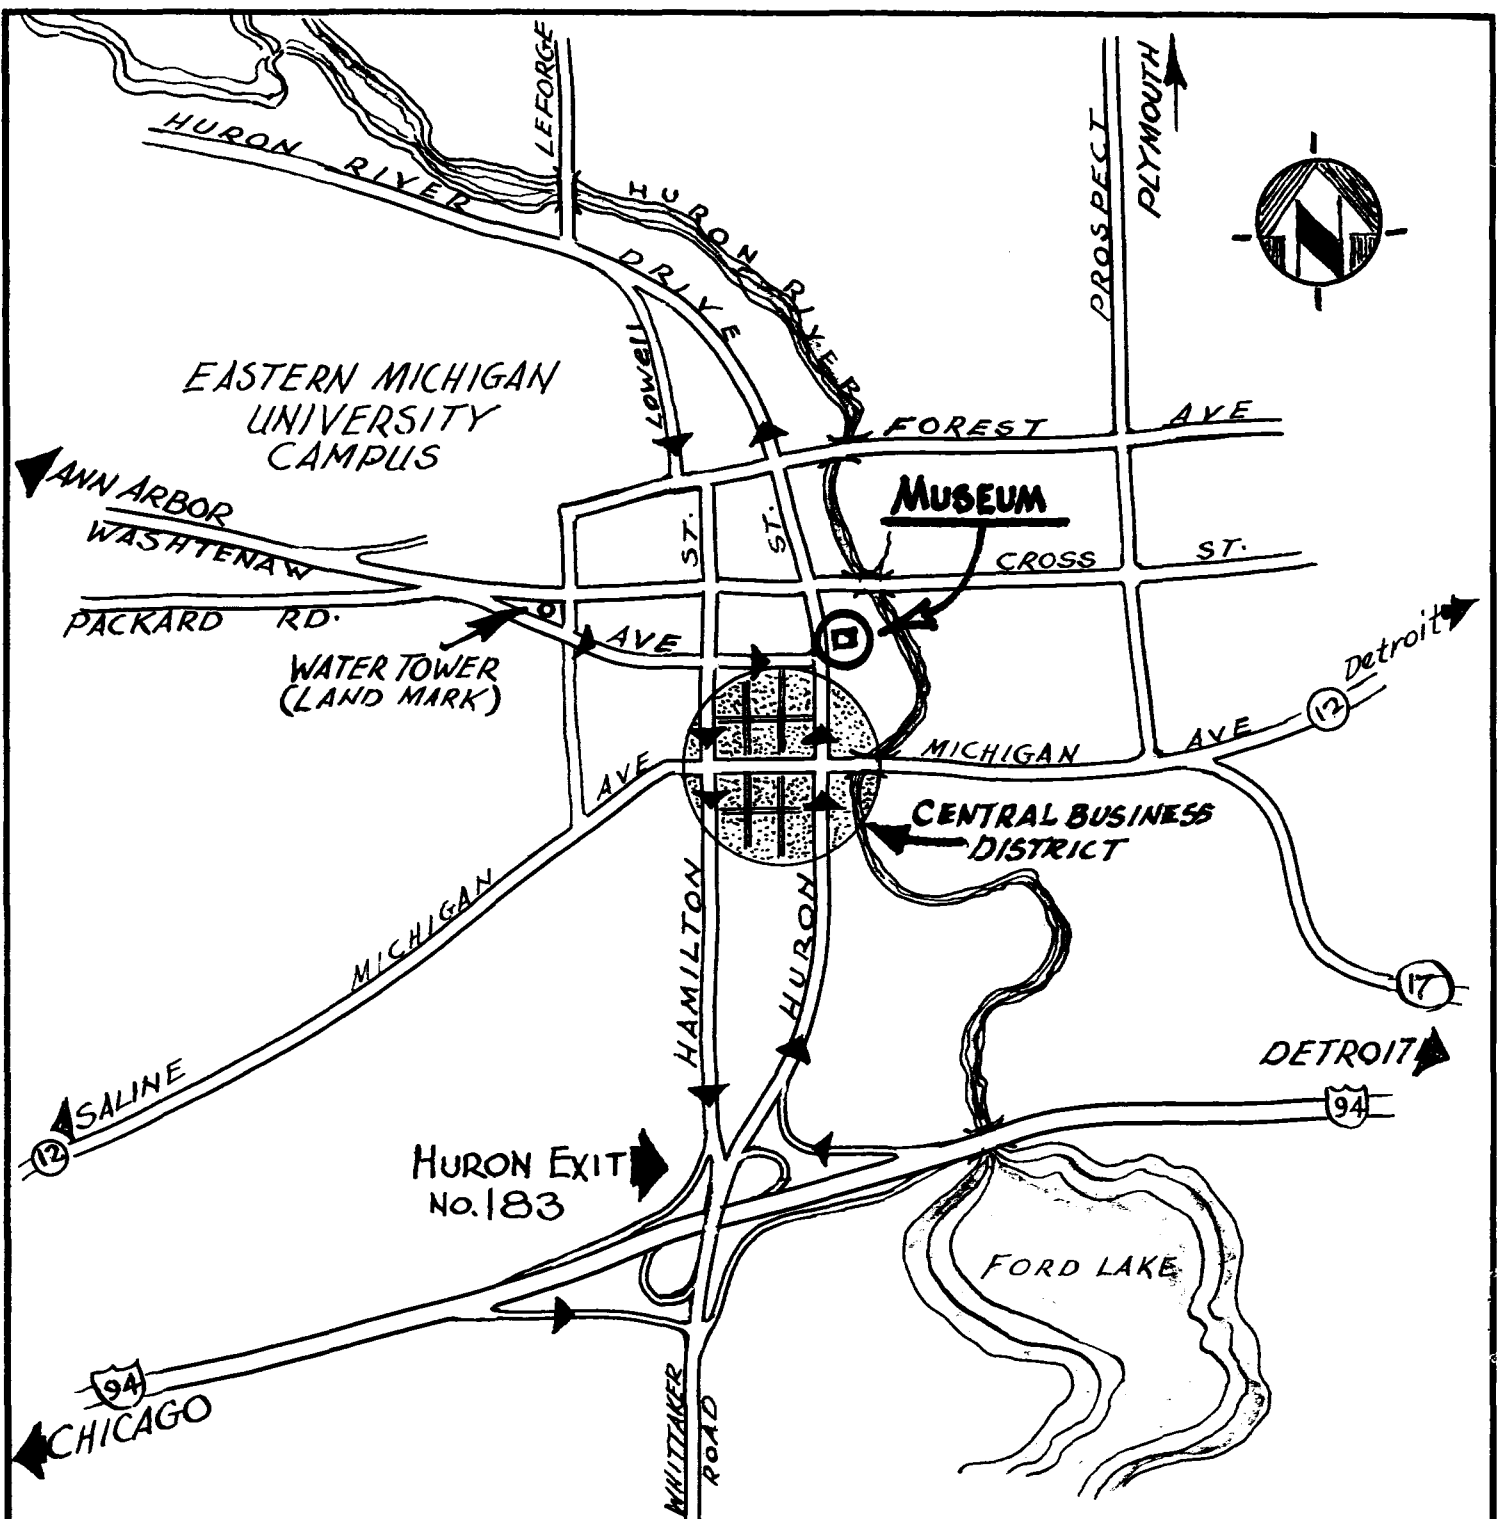 LEFORGE
PLYMOUTH
PROSPECT
HURON RIVER DRIVE
HURON RIVER
N
LOWell
EASTERN MICHIGAN
UNIVERSITY
CAMPUS
FOREST AVE
ANN ARBOR
WASHTENAW AVE
MUSEUM
ST.
ST.
CROSS ST.
PACKARD RD.
WATER TOWER
(LAND MARK)
Detroit
12
MICHIGAN AVE
MICHIGAN AVE
CENTRAL BUSINESS
DISTRICT
HAMILTON
HURON
17
DETROIT
94
SALINE
12
HURON EXIT
NO. 183
FORD LAKE
94
CHICAGO
WHITTAKER
ROAD